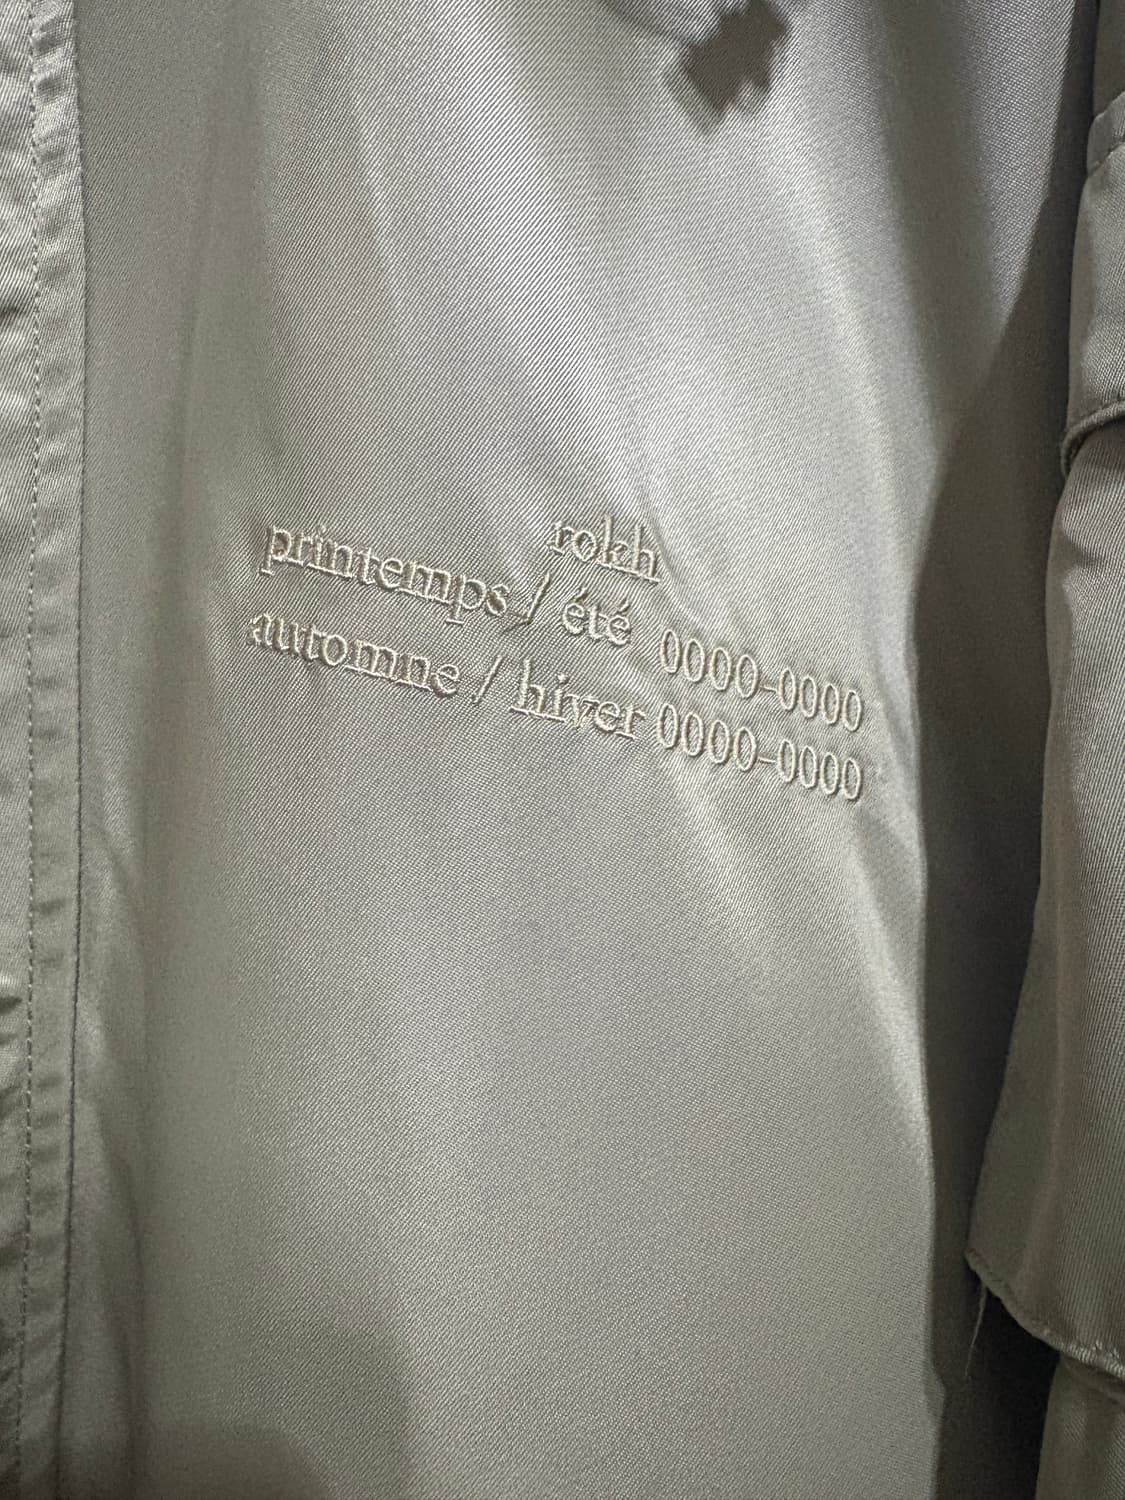 rokh
printemps / été 0000-0000
automne / hiver 0000-0000